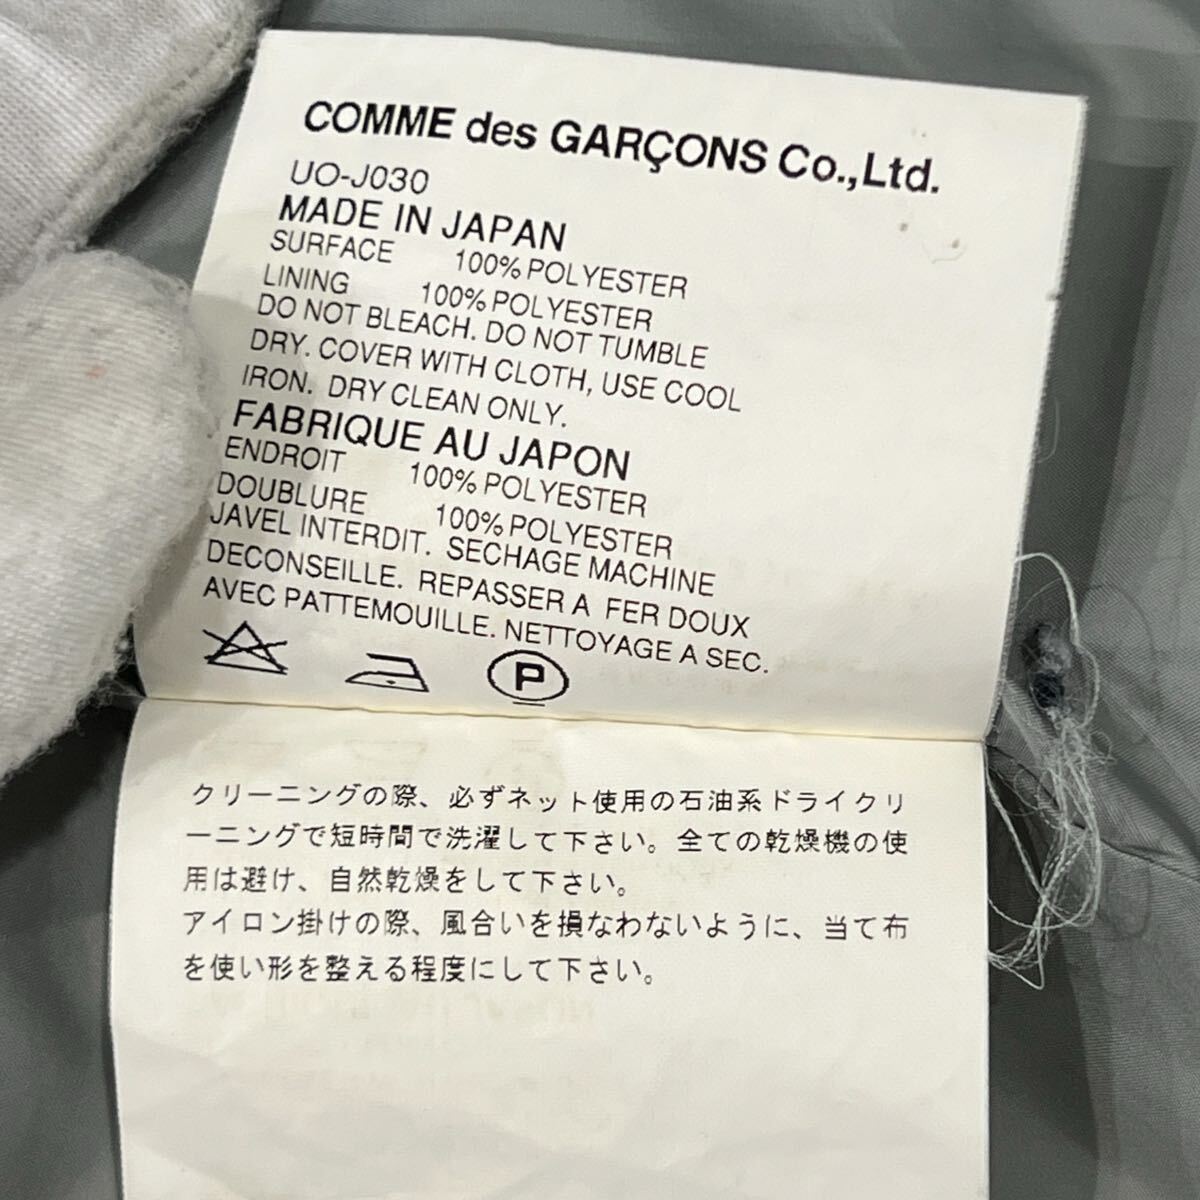 COMME des GARÇONS Co.,Ltd.
UO-J030
MADE IN JAPAN
SURFACE 100% POLYESTER
LINING 100% POLYESTER
DO NOT BLEACH. DO NOT TUMBLE
DRY. COVER WITH CLOTH, USE COOL
IRON. DRY CLEAN ONLY.
FABRIQUE AU JAPON
ENDROIT 100% POLYESTER
DOUBLURE 100% POLYESTER
JAVEL INTERDIT. SECHAGE MACHINE
DECONSEILLE. REPASSER A FER DOUX
AVEC PATTEMOUILLE. NETTOYAGE A SEC.
P
クリーニングの際、必ずネット使用の石油系ドライクリ
ーニングで短時間で洗濯して下さい。全ての乾燥機の使
用は避け、自然乾燥をして下さい。
アイロン掛けの際、風合いを損なわないように、当て布
を使い形を整える程度にして下さい。